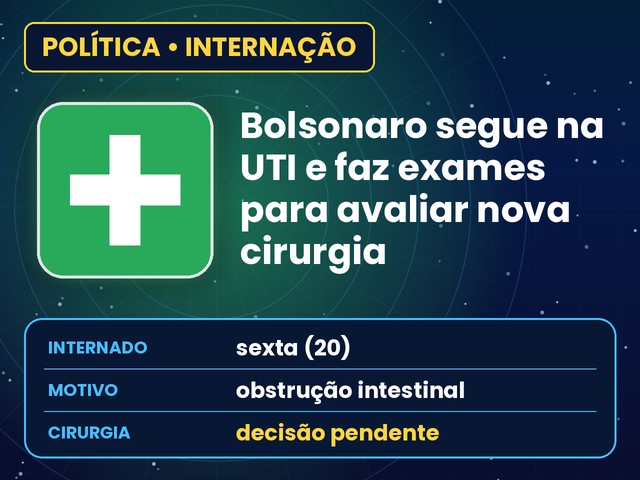 POLÍTICA • INTERNAÇÃO
Bolsonaro segue na
UTI e faz exames
para avaliar nova
cirurgia
INTERNADO sexta (20)
MOTIVO obstrução intestinal
CIRURGIA decisão pendente